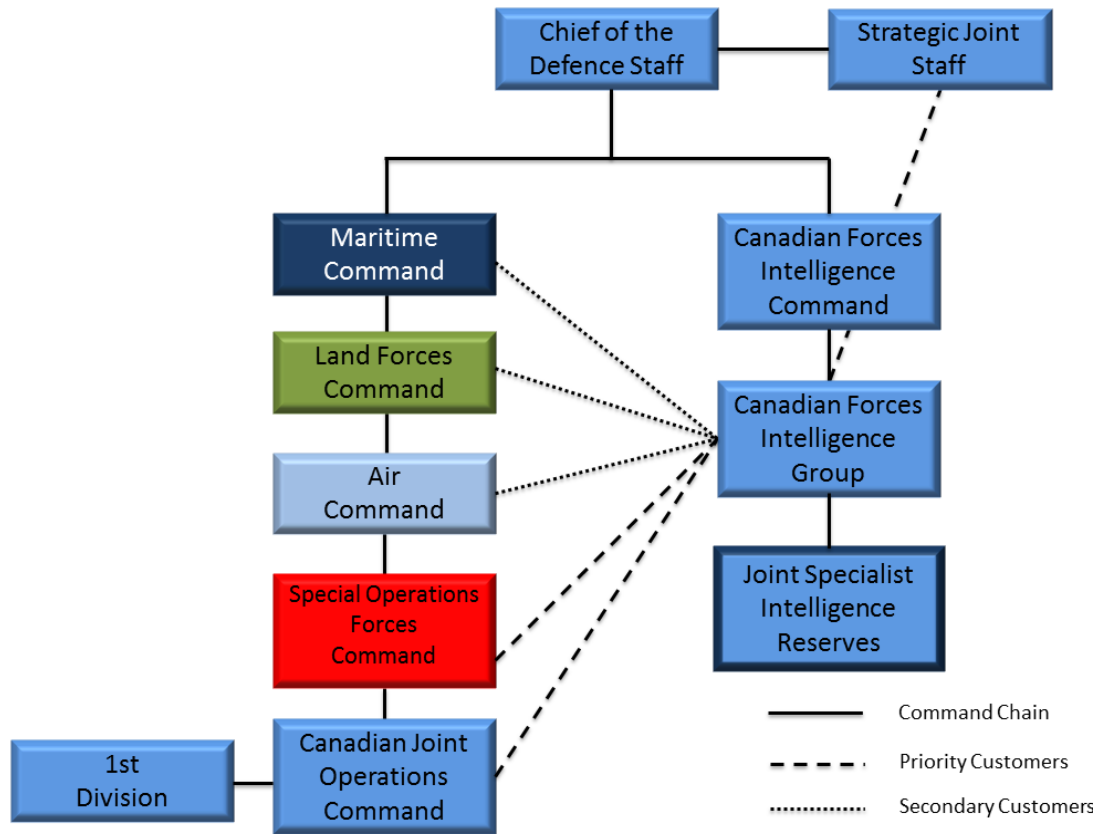 Chief of the
Defence Staff
Strategic Joint
Staff
Maritime
Command
Canadian Forces
Intelligence
Command
Land Forces
Command
Canadian Forces
Intelligence
Group
Air
Command
Special Operations
Forces
Command
Joint Specialist
Intelligence
Reserves
1st
Division
Canadian Joint
Operations
Command
Command Chain
Priority Customers
Secondary Customers